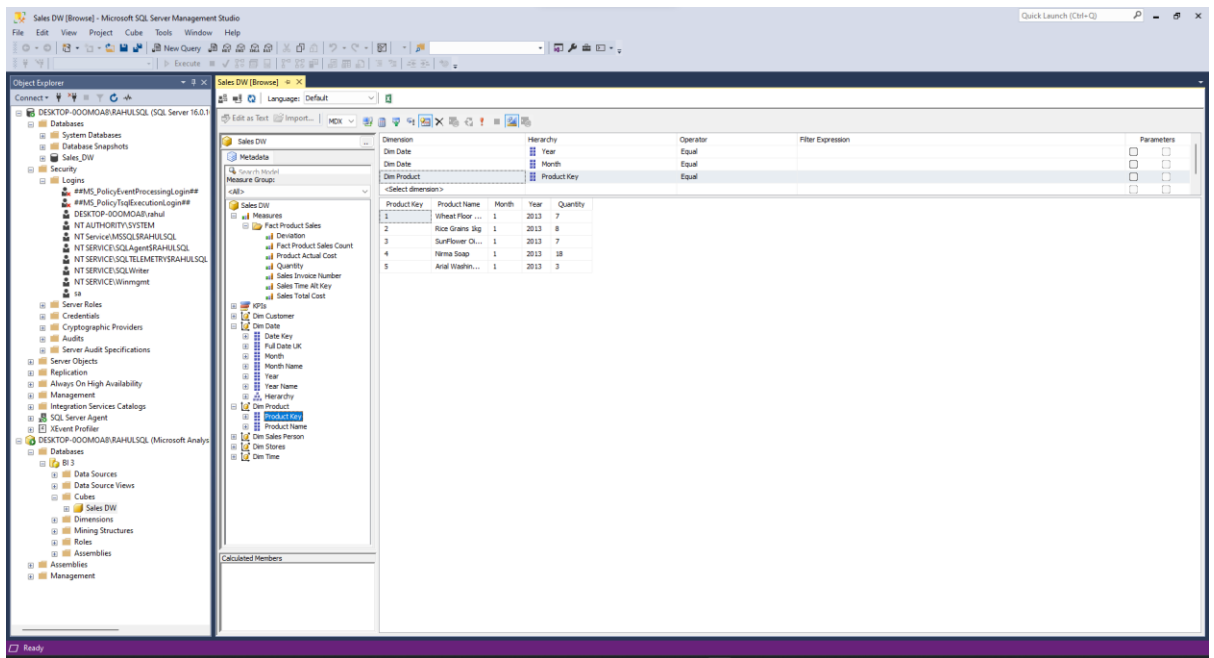 Sales DW [Browse] - Microsoft SQL Server Management Studio
Quick Launch (Ctrl+Q)
File Edit View Project Cube Tools Window Help
New Query
Execute
Object Explorer
Connect
DESKTOP-0OOMOA8\RAHULSQL (SQL Server 16.0.1
Databases
System Databases
Database Snapshots
Sales_DW
Security
Logins
##MS_PolicyEventProcessingLogin##
##MS_PolicyTsqlExecutionLogin##
DESKTOP-0OOMOA8\rahul
NT AUTHORITY\SYSTEM
NT Service\MSSQL$RAHULSQL
NT SERVICE\SQLAgent$RAHULSQL
NT SERVICE\SQLTELEMETRY$RAHULSQL
NT SERVICE\SQLWriter
NT SERVICE\Winmgmt
sa
Server Roles
Credentials
Cryptographic Providers
Audits
Server Audit Specifications
Server Objects
Replication
Always On High Availability
Management
Integration Services Catalogs
SQL Server Agent
XEvent Profiler
DESKTOP-0OOMOA8\RAHULSQL (Microsoft Analys
Databases
BI 3
Data Sources
Data Source Views
Cubes
Sales DW
Dimensions
Mining Structures
Roles
Assemblies
Assemblies
Management
Sales DW [Browse]
Language: Default
Edit as Text Import... MDX
Sales DW ...
Metadata
Search Model
Measure Group:
<All>
Sales DW
Measures
Fact Product Sales
Deviation
Fact Product Sales Count
Product Actual Cost
Quantity
Sales Invoice Number
Sales Time Alt Key
Sales Total Cost
KPIs
Dim Customer
Dim Date
Date Key
Full Date UK
Month
Month Name
Year
Year Name
Hierarchy
Dim Product
Product Key
Product Name
Dim Sales Person
Dim Stores
Dim Time
Calculated Members
Dimension Hierarchy Operator Filter Expression Parameters
Dim Date Year Equal
Dim Date Month Equal
Dim Product Product Key Equal
<Select dimension>
Product Key Product Name Month Year Quantity
1 Wheat Floor ... 1 2013 7
2 Rice Grains 1kg 1 2013 8
3 SunFlower Oi... 1 2013 7
4 Nirma Soap 1 2013 18
5 Arial Washin... 1 2013 3
Ready